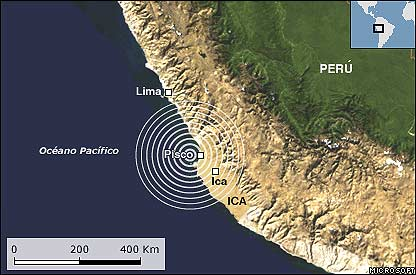 PERÚ
Lima
Océano Pacífico
Pisco
Ica
ICA
0 200 400 Km
MICROSOFT